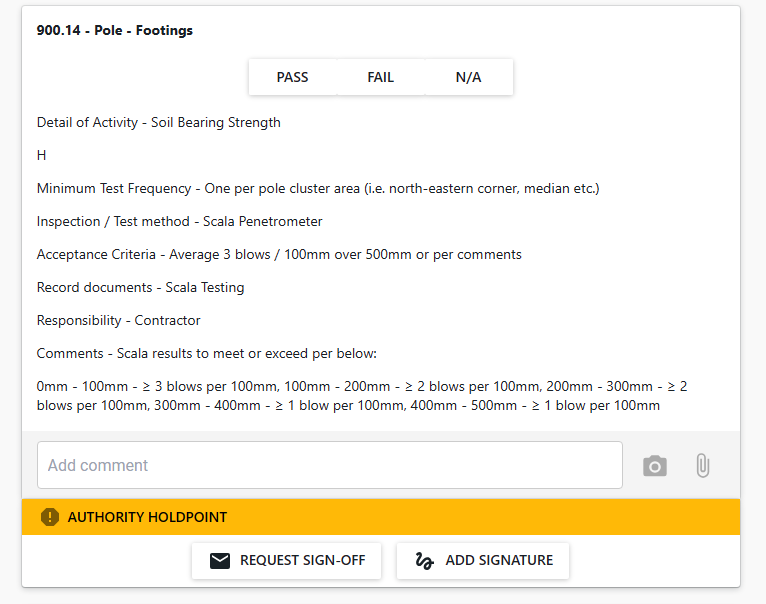 900.14 - Pole - Footings
PASS FAIL N/A
Detail of Activity - Soil Bearing Strength
H
Minimum Test Frequency - One per pole cluster area (i.e. north-eastern corner, median etc.)
Inspection / Test method - Scala Penetrometer
Acceptance Criteria - Average 3 blows / 100mm over 500mm or per comments
Record documents - Scala Testing
Responsibility - Contractor
Comments - Scala results to meet or exceed per below:
0mm - 100mm - ≥ 3 blows per 100mm, 100mm - 200mm - ≥ 2 blows per 100mm, 200mm - 300mm - ≥ 2
blows per 100mm, 300mm - 400mm - ≥ 1 blow per 100mm, 400mm - 500mm - ≥ 1 blow per 100mm
Add comment
AUTHORITY HOLDPOINT
REQUEST SIGN-OFF ADD SIGNATURE